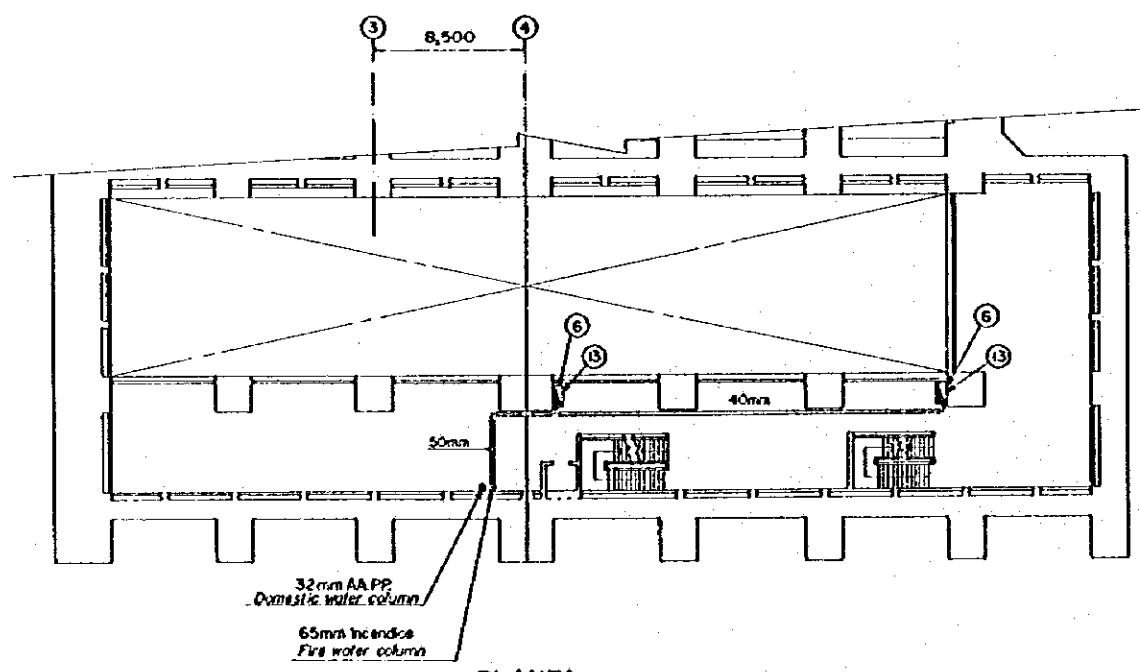 3
4
8,500
6
13
6
13
40mm
50mm
32mm AA.PP.
Domestic water column
65mm Incendios
Fire water column